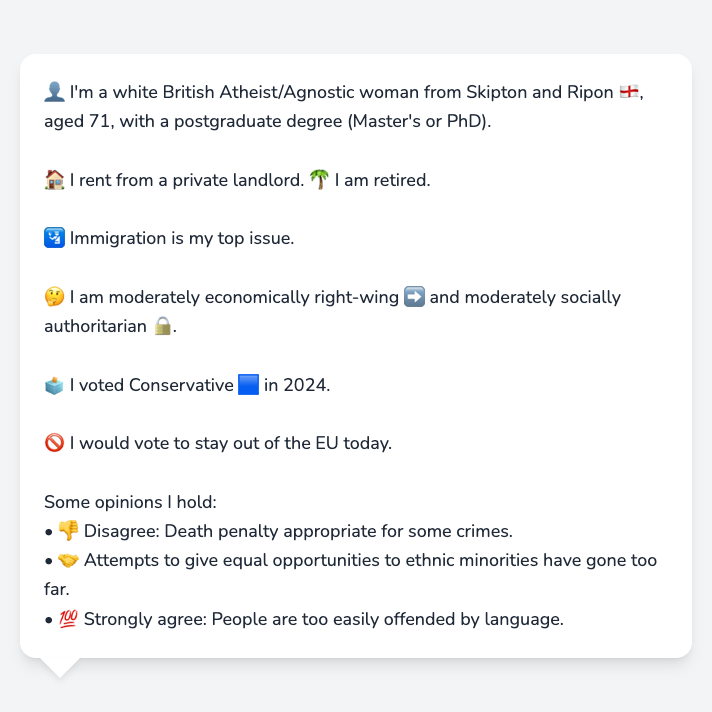 👤 I'm a white British Atheist/Agnostic woman from Skipton and Ripon 🏴󠁧󠁢󠁥󠁮󠁧󠁿,
aged 71, with a postgraduate degree (Master's or PhD).
🏠 I rent from a private landlord. 🌴 I am retired.
🛂 Immigration is my top issue.
🤔 I am moderately economically right-wing ➡️ and moderately socially
authoritarian 🔒.
🗳️ I voted Conservative 🟦 in 2024.
🚫 I would vote to stay out of the EU today.
Some opinions I hold:
• 👎 Disagree: Death penalty appropriate for some crimes.
• 🤝 Attempts to give equal opportunities to ethnic minorities have gone too
far.
• 💯 Strongly agree: People are too easily offended by language.